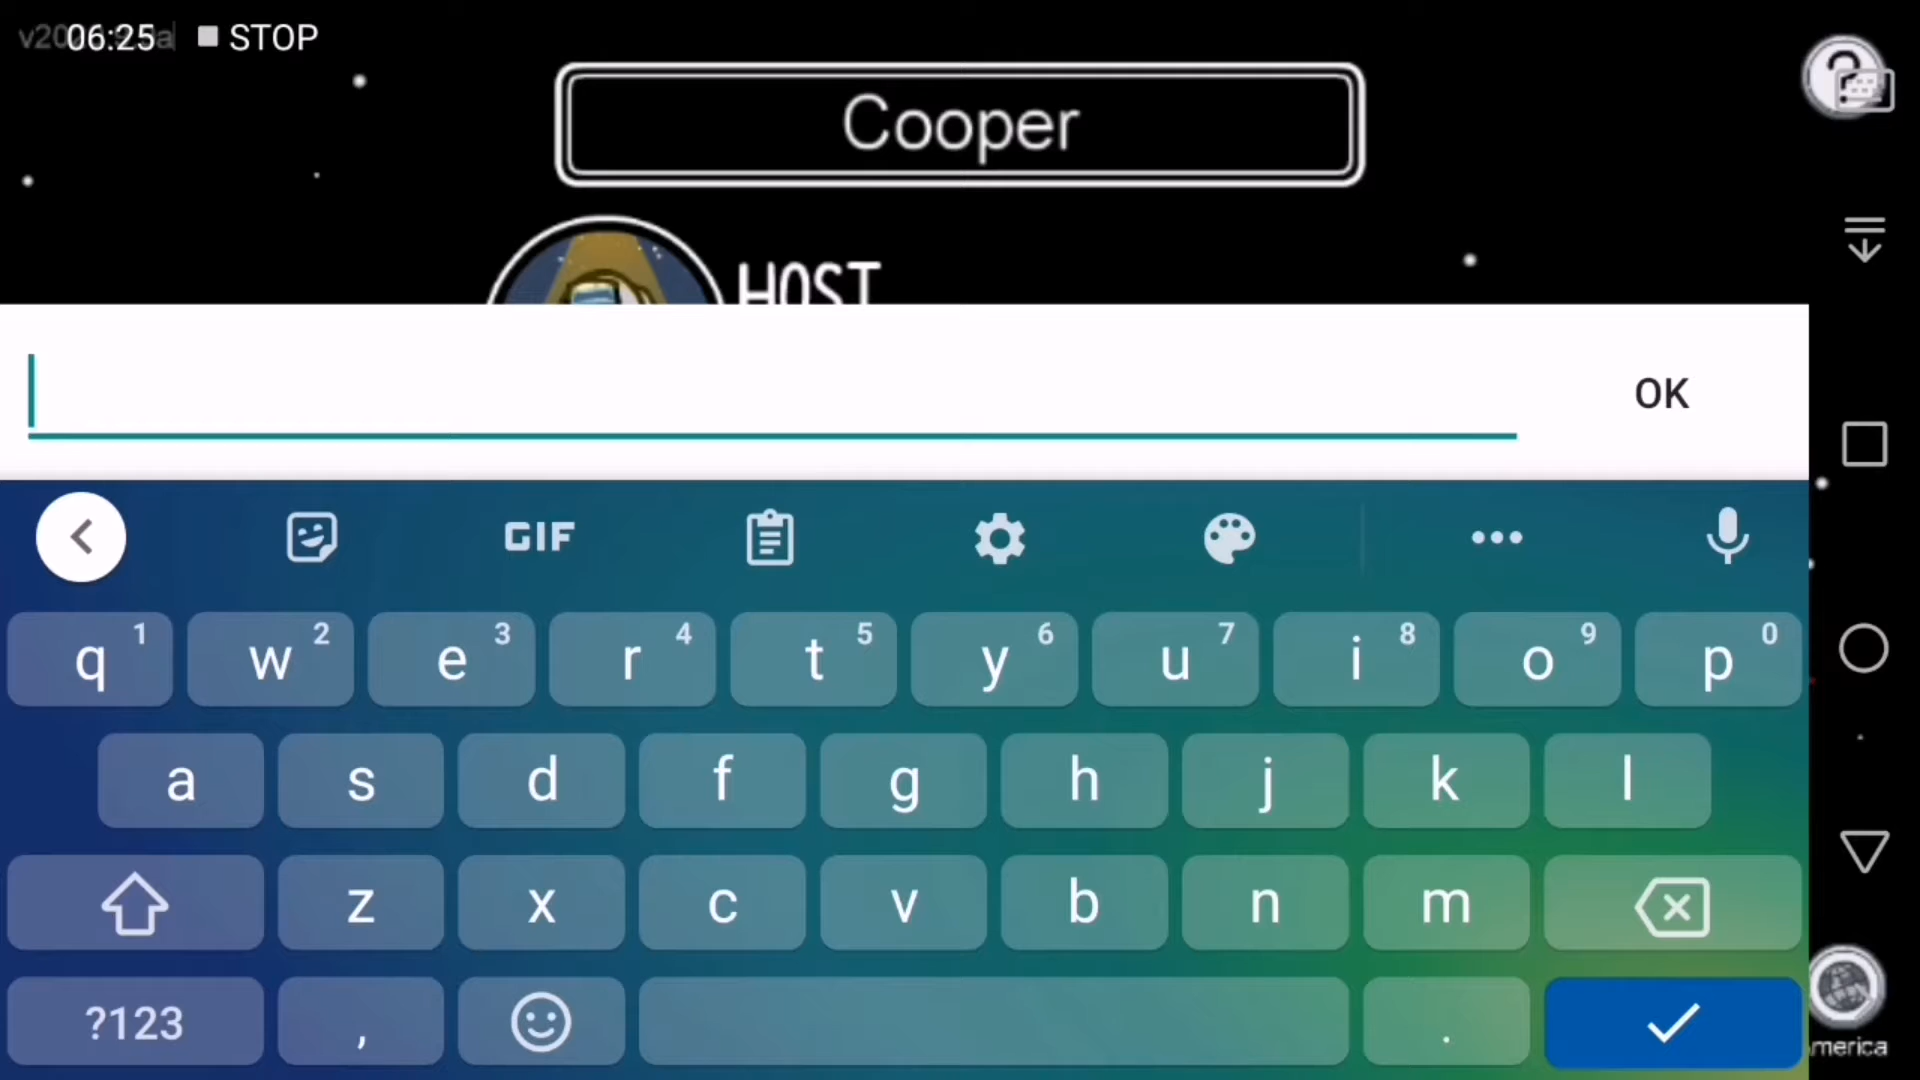 06:25 STOP
Cooper
HOST
OK
GIF
q 1 w 2 e 3 r 4 t 5 y 6 u 7 i 8 o 9 p 0
a s d f g h j k l
z x c v b n m
?123 , .
merica